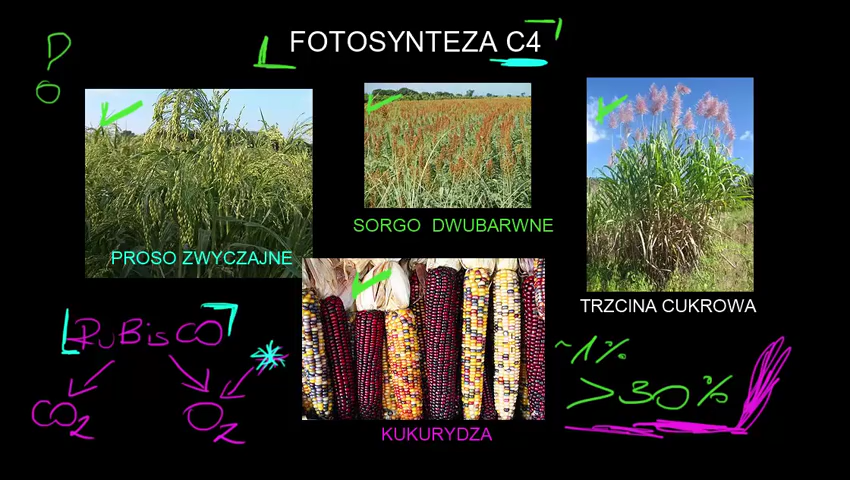 ?
FOTOSYNTEZA C4
PROSO ZWYCZAJNE
SORGO DWUBARWNE
TRZCINA CUKROWA
KUKURYDZA
RuBisCO
CO2
O2
~1%
>30%